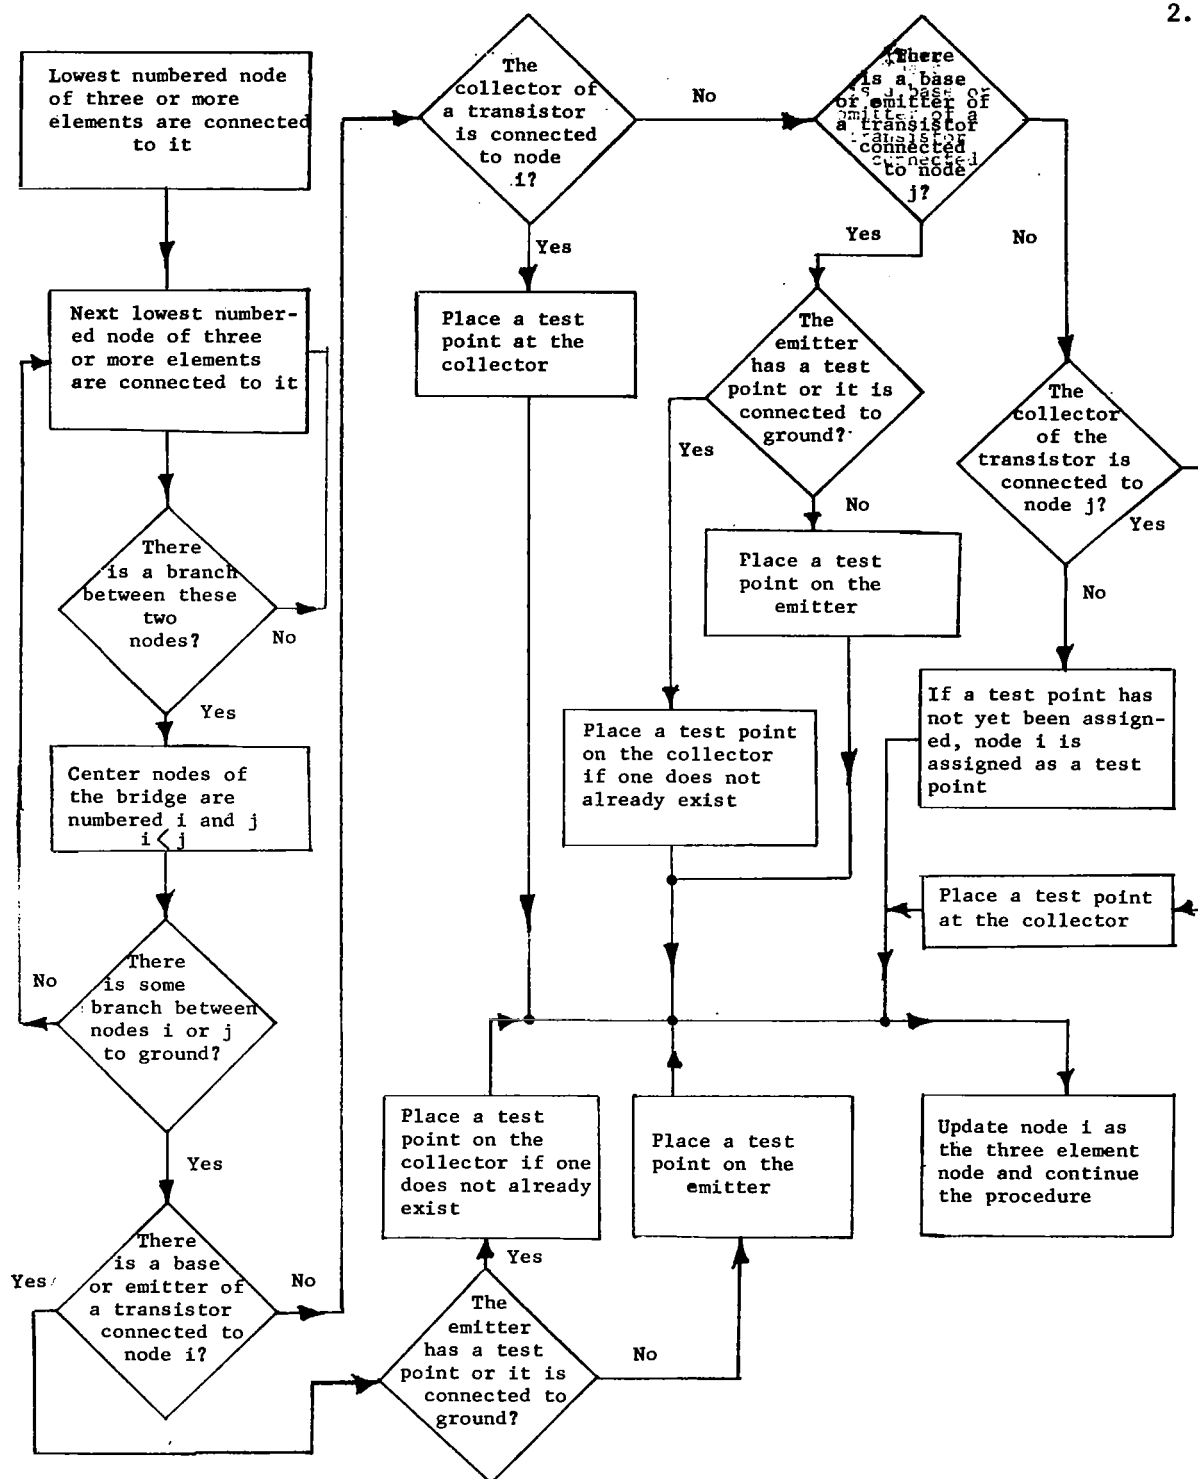 2.
Lowest numbered node
of three or more
elements are connected
to it
Next lowest number-
ed node of three
or more elements
are connected to it
There
is a branch
between these
two
nodes?
No
Yes
Center nodes of
the bridge are
numbered i and j
i < j
There
is some
branch between
nodes i or j
to ground?
No
Yes
There
is a base
or emitter of
a transistor
connected to
node i?
Yes
No
The
collector of
a transistor
is connected
to node
i?
No
Yes
Place a test
point at the
collector
There
is a base
or emitter of
a transistor
connected
to node
j?
Yes
No
The
emitter
has a test
point or it is
connected to
ground?
Yes
No
Place a test
point on the
emitter
Place a test point
on the collector
if one does not
already exist
The
collector
of the
transistor is
connected to
node j?
Yes
No
If a test point has
not yet been assign-
ed, node i is
assigned as a test
point
Place a test point
at the collector
Place a test
point on the
collector if one
does not already
exist
Place a test
point on the
emitter
Update node i as
the three element
node and continue
the procedure
Yes
The
emitter
has a test
point or it is
connected to
ground?
No